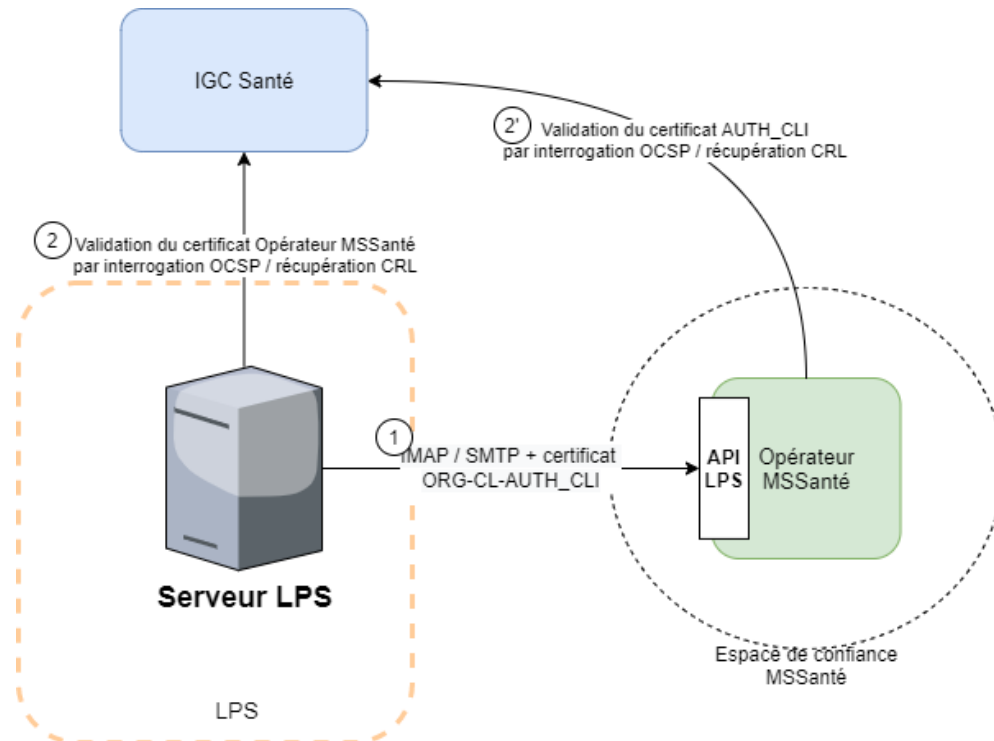 IGC Santé
2'
Validation du certificat AUTH_CLI
par interrogation OCSP / récupération CRL
2
Validation du certificat Opérateur MSSanté
par interrogation OCSP / récupération CRL
1
IMAP / SMTP + certificat
ORG-CL-AUTH_CLI
API
LPS
Opérateur
MSSanté
Serveur LPS
Espace de confiance
MSSanté
LPS